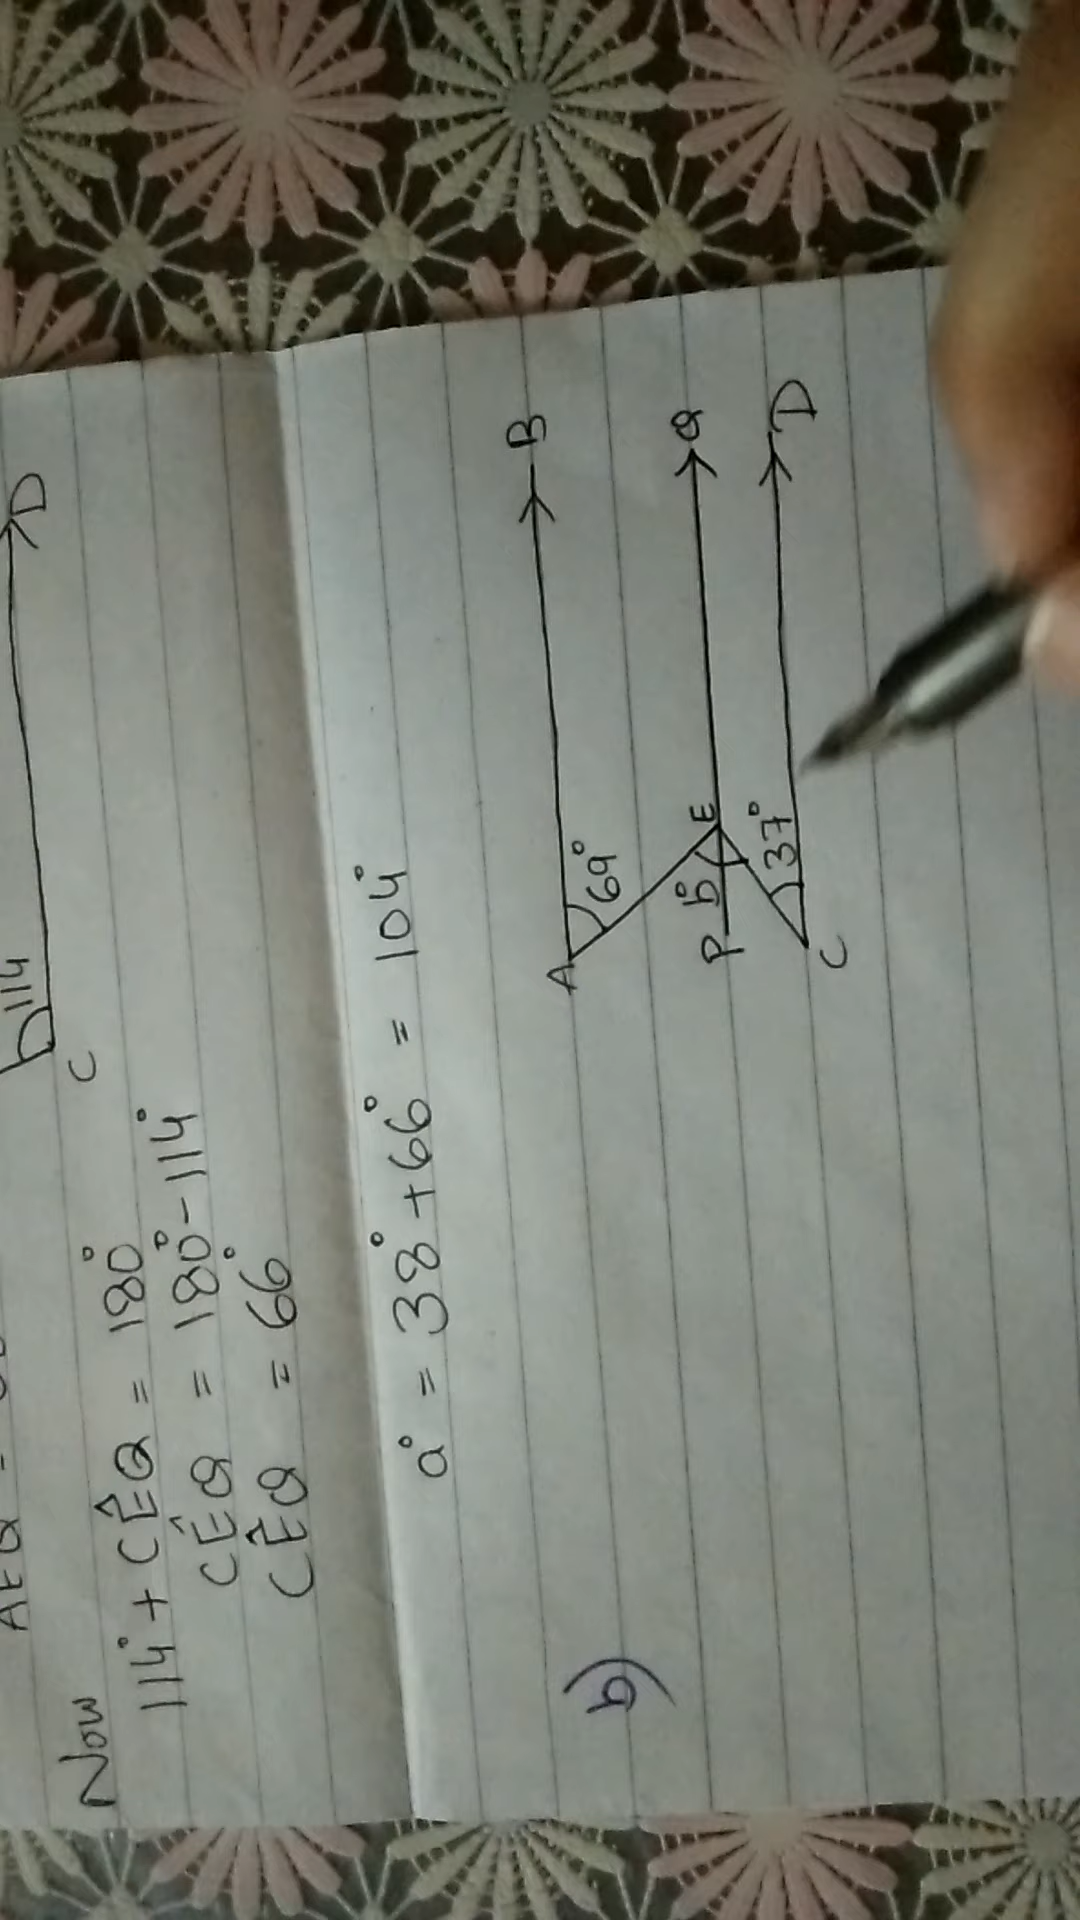 D
114
C
Now
114° + CÊQ = 180°
CÊQ = 180° - 114°
CÊQ = 66°
a° = 38° + 66° = 104°
b)
A
B
69°
E
Q
P
b°
37°
C
D